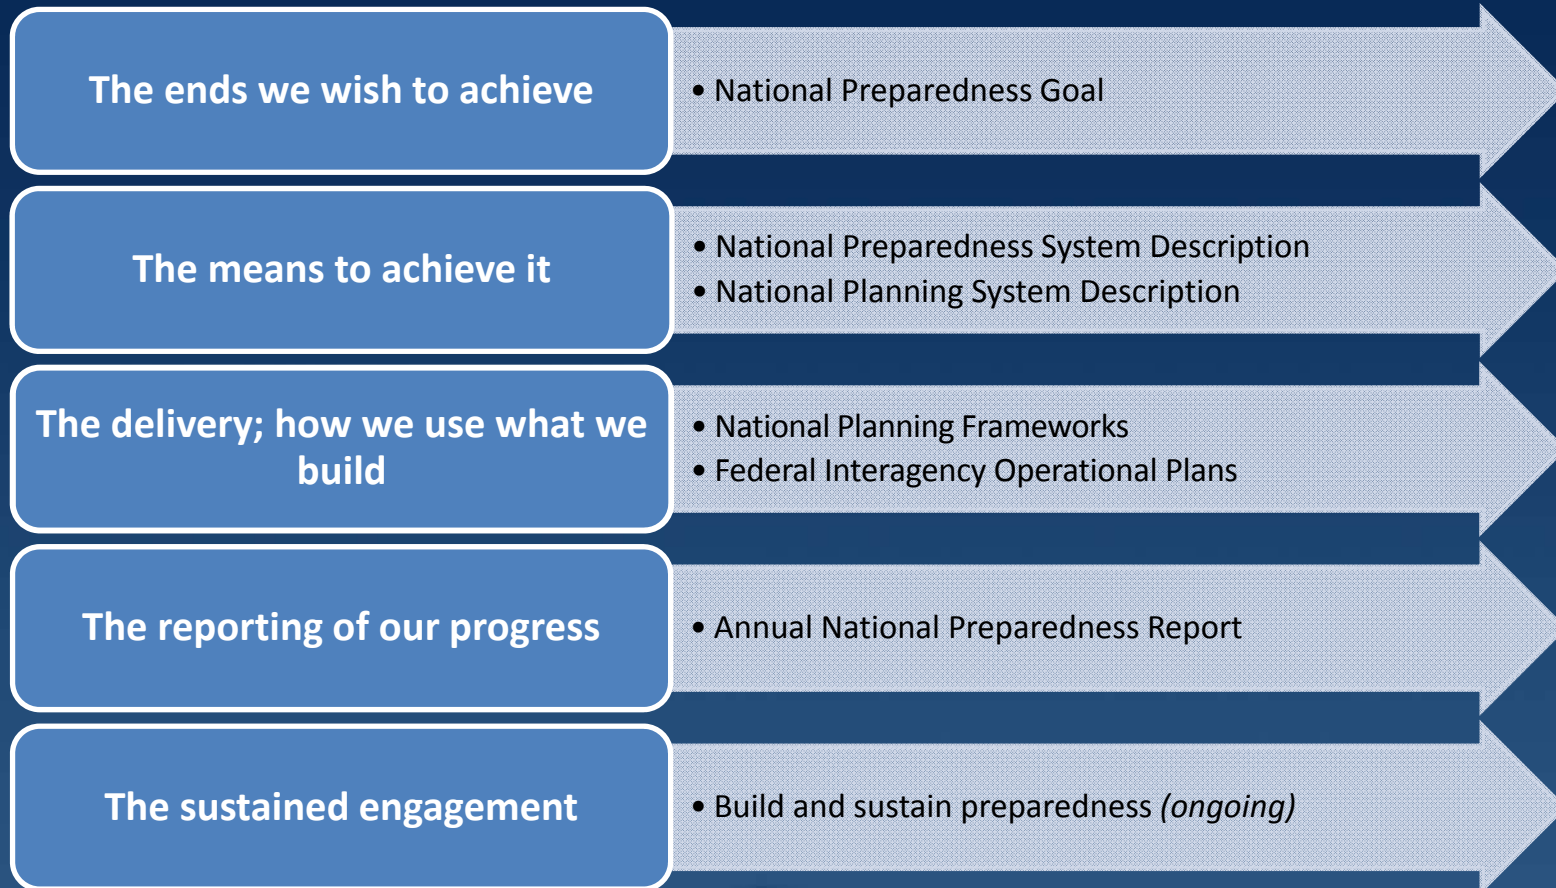 The ends we wish to achieve
• National Preparedness Goal
The means to achieve it
• National Preparedness System Description
• National Planning System Description
The delivery; how we use what we
build
• National Planning Frameworks
• Federal Interagency Operational Plans
The reporting of our progress
• Annual National Preparedness Report
The sustained engagement
• Build and sustain preparedness (ongoing)